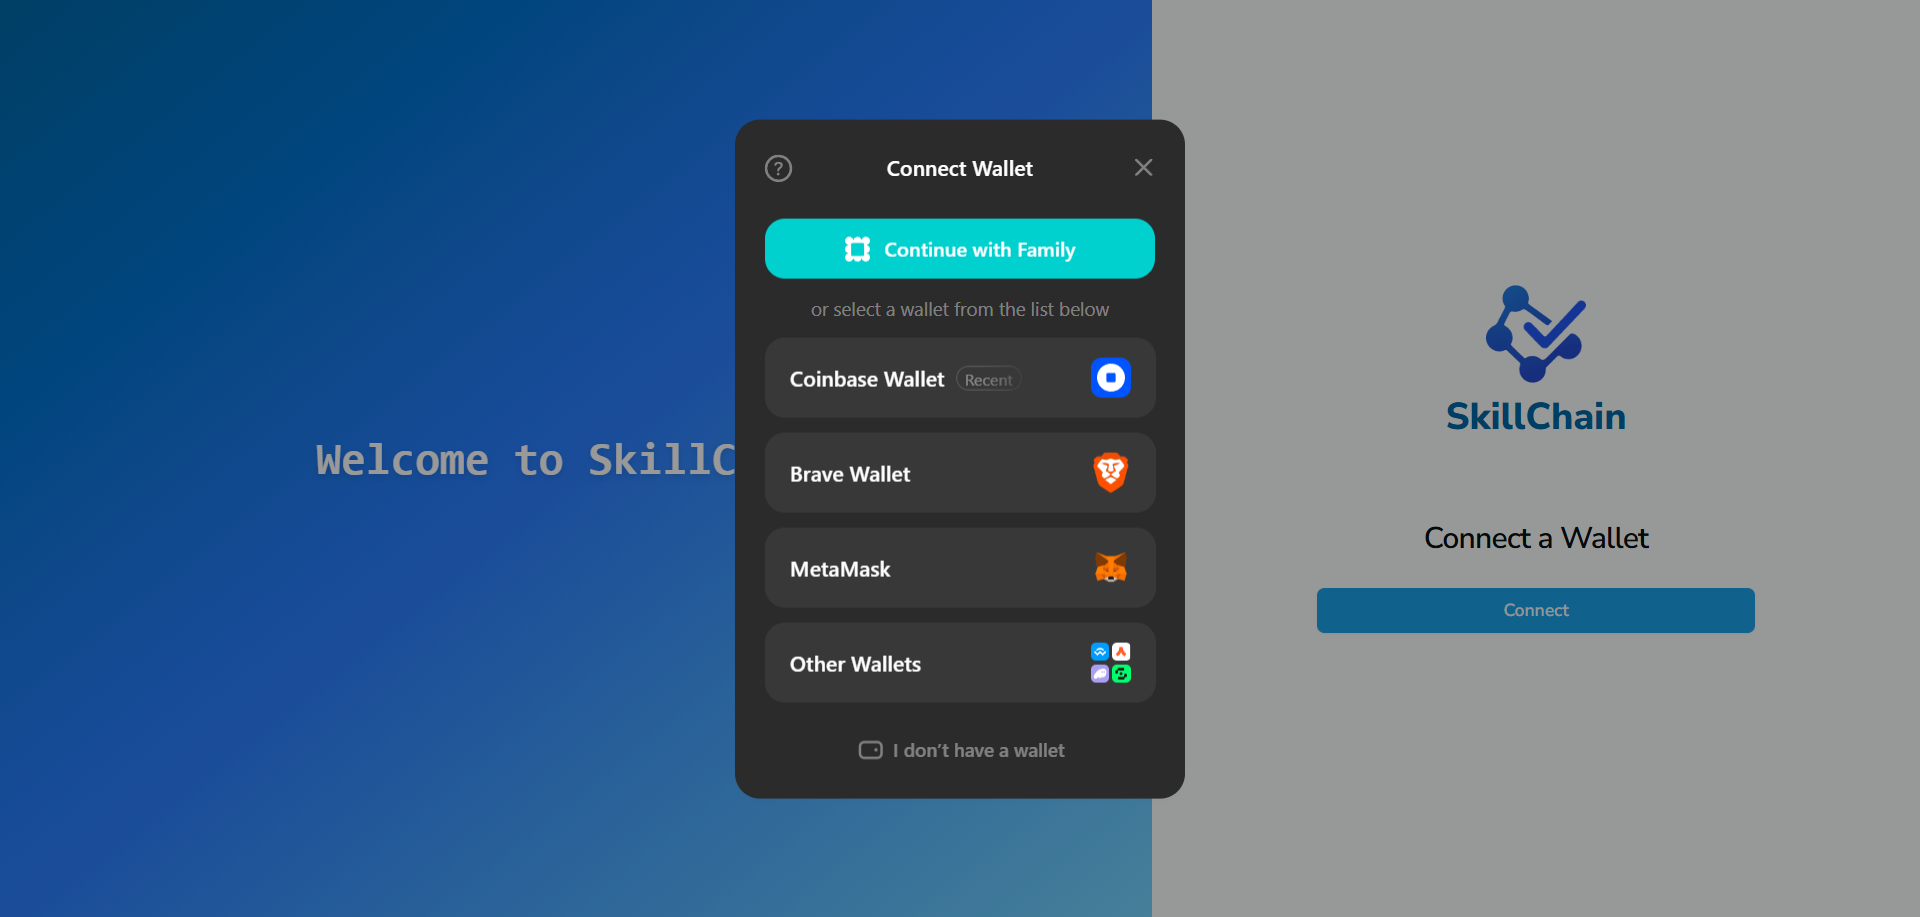 Welcome to SkillC
Connect Wallet
Continue with Family
or select a wallet from the list below
Coinbase Wallet Recent
Brave Wallet
MetaMask
Other Wallets
I don’t have a wallet
SkillChain
Connect a Wallet
Connect